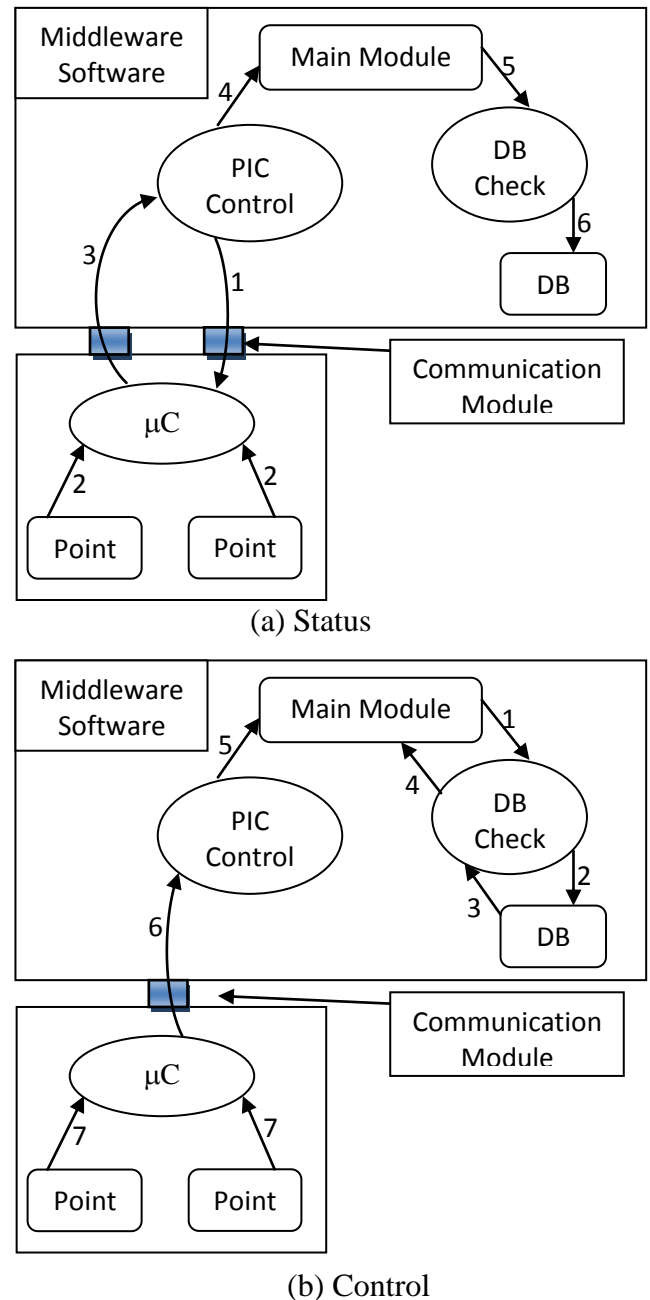 Middleware
Software
Main Module
4
5
PIC
Control
DB
Check
3
1
6
DB
Communication
Module
μC
2
2
Point
Point
(a) Status
Middleware
Software
Main Module
5
1
4
PIC
Control
DB
Check
6
3
2
DB
Communication
Module
μC
7
7
Point
Point
(b) Control